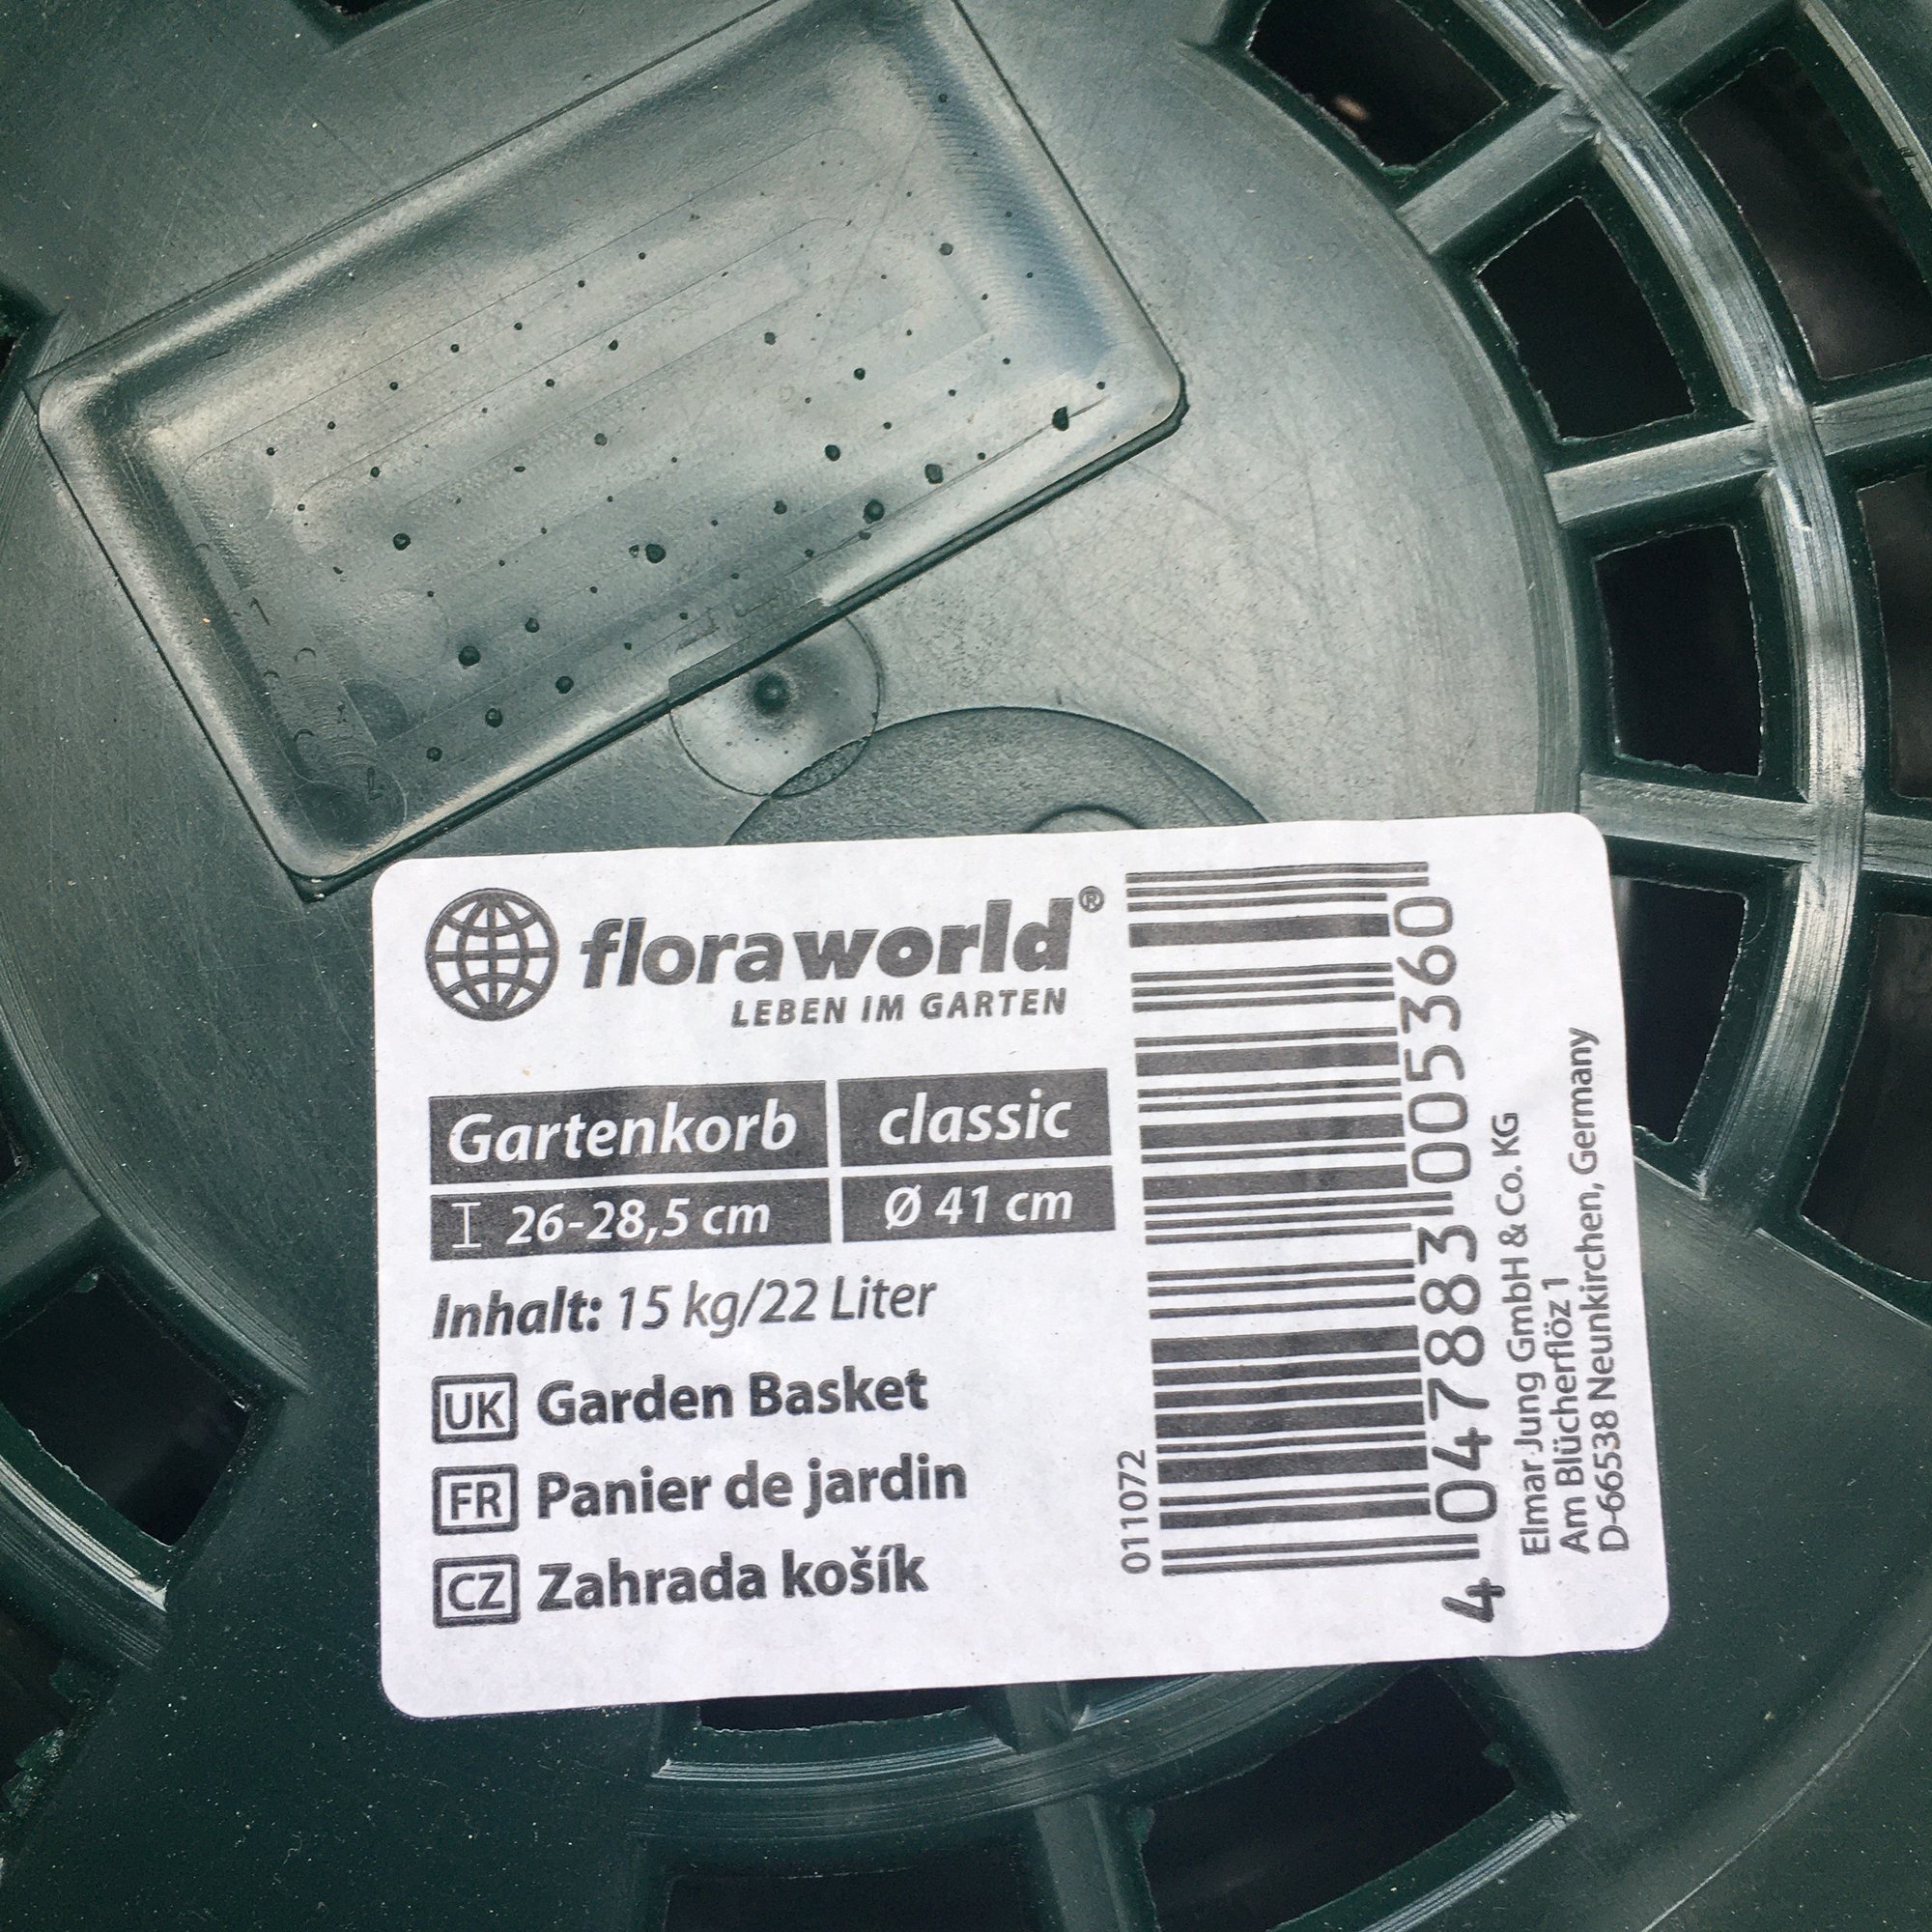 floraworld®
LEBEN IM GARTEN
Gartenkorb classic
26-28,5 cm Ø 41 cm
Inhalt: 15 kg/22 Liter
UK Garden Basket
FR Panier de jardin
CZ Zahrada košík
011072
4 047883 005360
Elmar Jung GmbH & Co. KG
Am Blücherflöz 1
D-66538 Neunkirchen, Germany